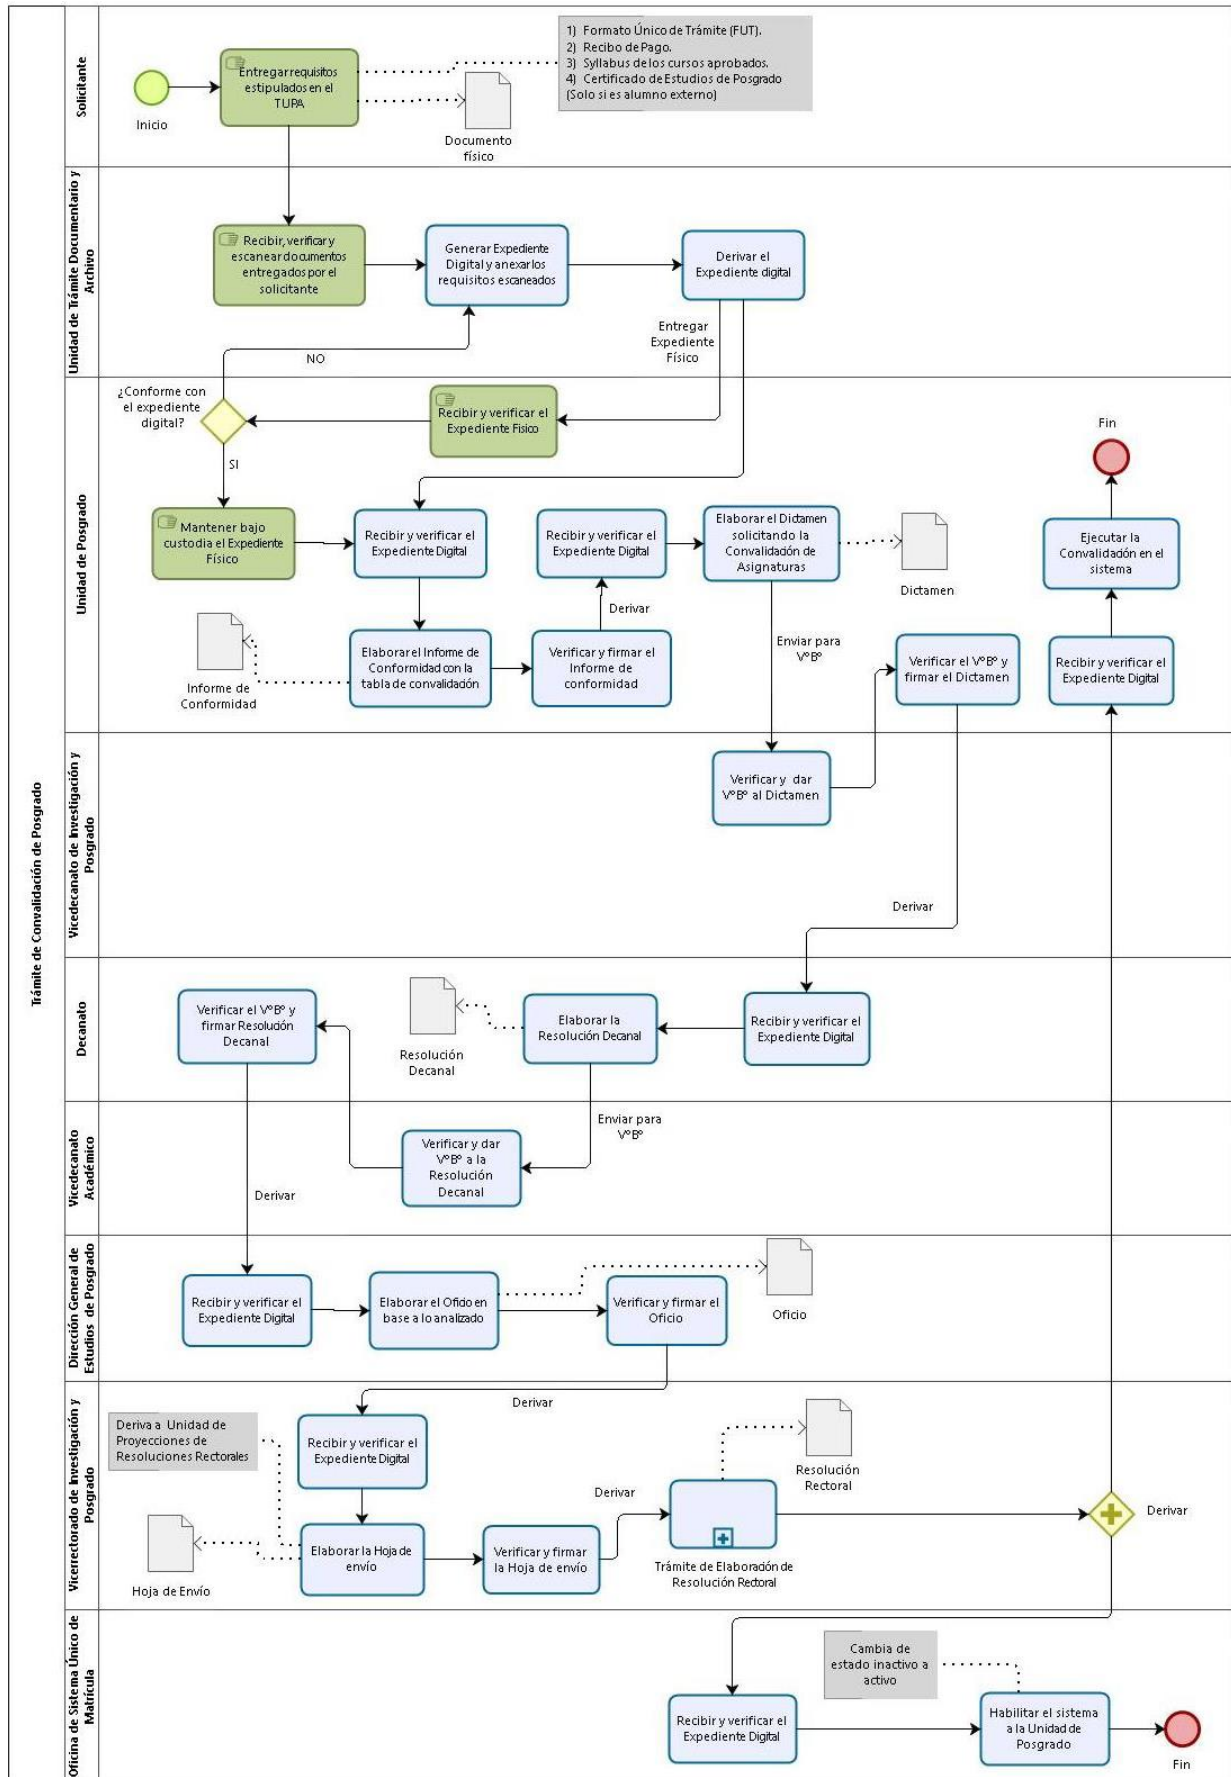 Trámite de Convalidación de Posgrado
Solicitante
Inicio
Entregar requisitos
estipulados en el
TUPA
1) Formato Único de Trámite (FUT).
2) Recibo de Pago.
3) Syllabus de los cursos aprobados.
4) Certificado de Estudios de Posgrado
(Solo si es alumno externo)
Documento
físico
Unidad de Trámite Documentario y
Archivo
Recibir, verificar y
escanear documentos
entregados por el
solicitante
Generar Expediente
Digital y anexar los
requisitos escaneados
Derivar el
Expediente digital
Entregar
Expediente
Físico
NO
Unidad de Posgrado
¿Conforme con
el expediente
digital?
Recibir y verificar el
Expediente Fisico
SI
Fin
Mantener bajo
custodia el Expediente
Físico
Recibir y verificar el
Expediente Digital
Recibir y verificar el
Expediente Digital
Elaborar el Dictamen
solicitando la
Convalidación de
Asignaturas
Dictamen
Ejecutar la
Convalidación en el
sistema
Derivar
Enviar para
VºBº
Informe de
Conformidad
Elaborar el Informe de
Conformidad con la
tabla de convalidación
Verificar y firmar el
Informe de
conformidad
Verificar el VºBº y
firmar el Dictamen
Recibir y verificar el
Expediente Digital
Vicedecanato de Investigación y
Posgrado
Verificar y dar
VºBº al Dictamen
Derivar
Decanato
Verificar el VºBº y
firmar Resolución
Decanal
Resolución
Decanal
Elaborar la
Resolución Decanal
Recibir y verificar el
Expediente Digital
Vicedecanato
Académico
Enviar para
VºBº
Verificar y dar
VºBº a la
Resolución
Decanal
Derivar
Dirección General de
Estudios de Posgrado
Recibir y verificar el
Expediente Digital
Elaborar el Oficio en
base a lo analizado
Verificar y firmar el
Oficio
Oficio
Vicerrectorado de Investigación y
Posgrado
Derivar
Deriva a Unidad de
Proyecciones de
Resoluciones Rectorales
Recibir y verificar el
Expediente Digital
Resolución
Rectoral
Derivar
Derivar
Hoja de Envío
Elaborar la Hoja de
envío
Verificar y firmar
la Hoja de envío
Trámite de Elaboración de
Resolución Rectoral
Oficina de Sistema Único de
Matrícula
Cambia de
estado inactivo a
activo
Recibir y verificar el
Expediente Digital
Habilitar el sistema
a la Unidad de
Posgrado
Fin